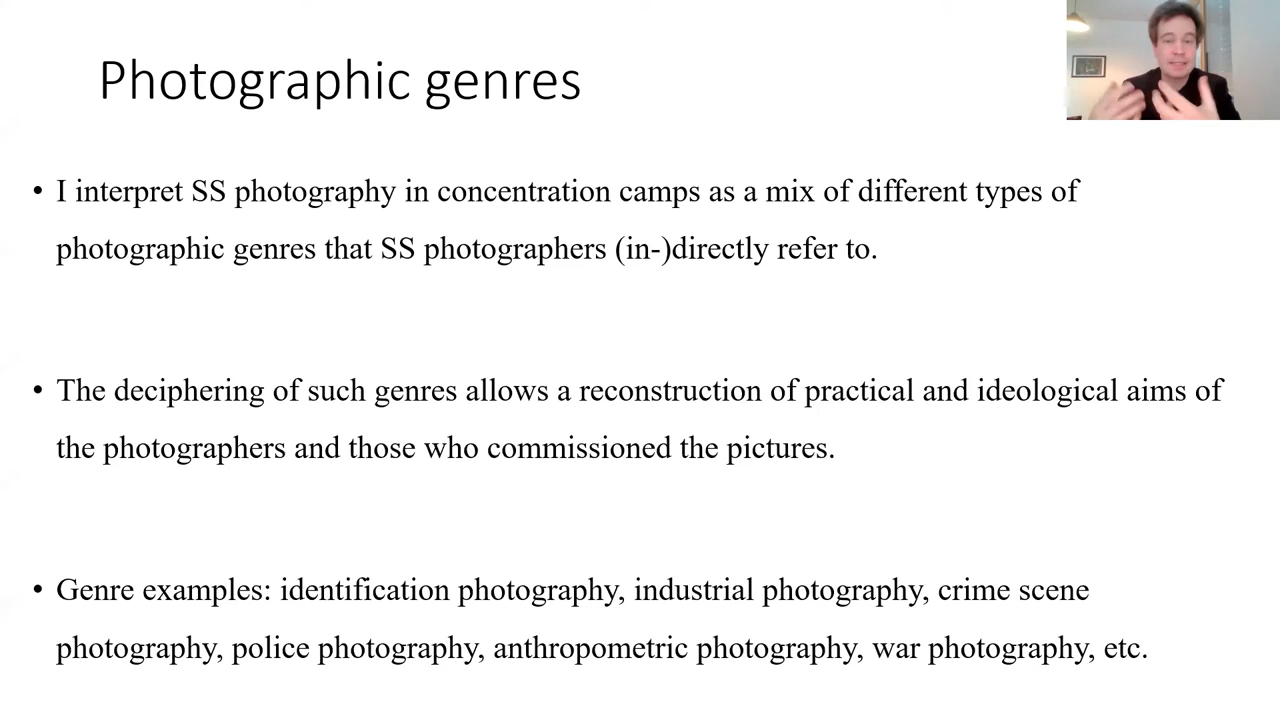 Photographic genres
• I interpret SS photography in concentration camps as a mix of different types of
photographic genres that SS photographers (in-)directly refer to.
• The deciphering of such genres allows a reconstruction of practical and ideological aims of
the photographers and those who commissioned the pictures.
• Genre examples: identification photography, industrial photography, crime scene
photography, police photography, anthropometric photography, war photography, etc.